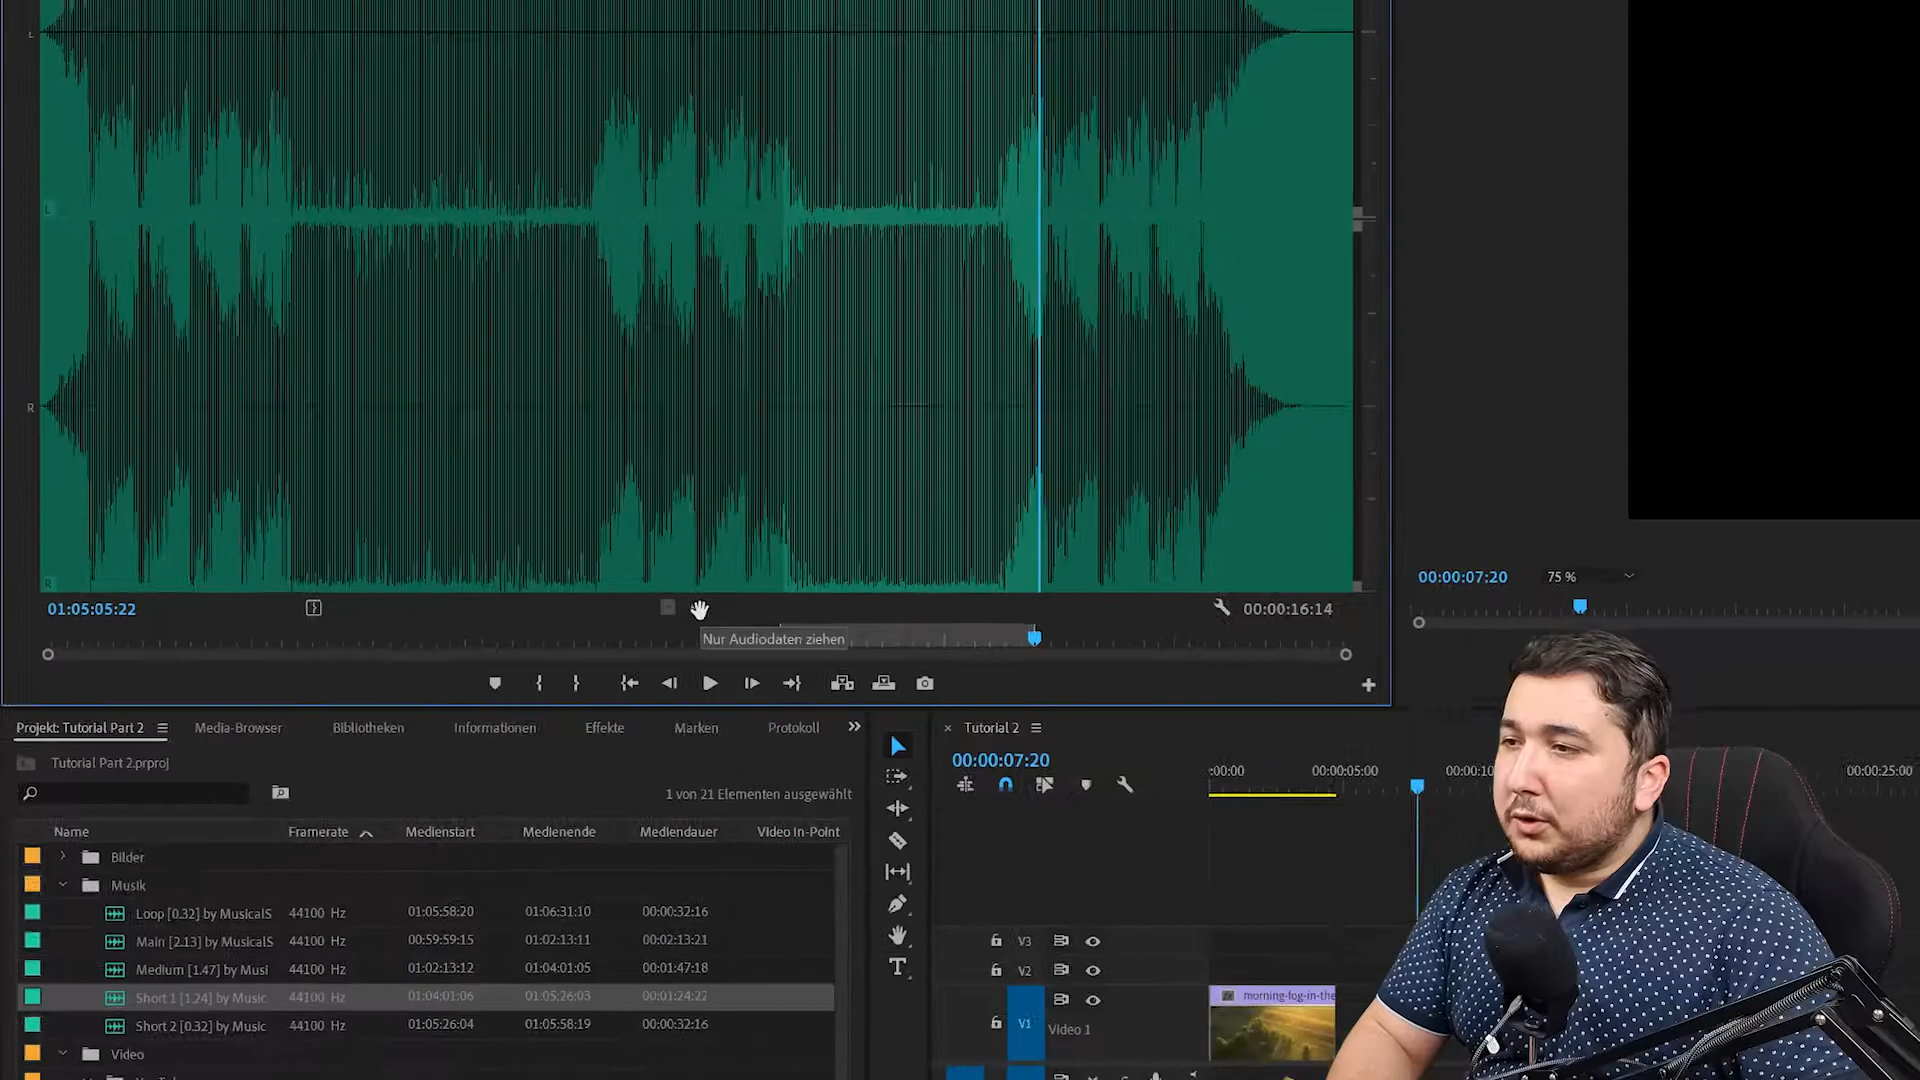 L
L
R
R
01:05:05:22
00:00:16:14
Nur Audiodaten ziehen
00:00:07:20
75 %
Projekt: Tutorial Part 2
Media-Browser
Bibliotheken
Informationen
Effekte
Marken
Protokoll
Tutorial Part 2.prproj
1 von 21 Elementen ausgewählt
Name
Framerate
Medienstart
Medienende
Mediendauer
Video In-Point
Bilder
Musik
Loop [0.32] by MusicalS 44100 Hz 01:05:58:20 01:06:31:10 00:00:32:16
Main [2.13] by MusicalS 44100 Hz 00:59:59:15 01:02:13:11 00:02:13:21
Medium [1.47] by Musi 44100 Hz 01:02:13:12 01:04:01:05 00:01:47:18
Short 1 [1.24] by Music 44100 Hz 01:04:01:06 01:05:26:03 00:01:24:22
Short 2 [0.32] by Music 44100 Hz 01:05:26:04 01:05:58:19 00:00:32:16
Video
Tutorial 2
00:00:07:20
:00:00
00:00:05:00
00:00:10
00:00:25:00
V3
V2
V1
morning-fog-in-the
Video 1